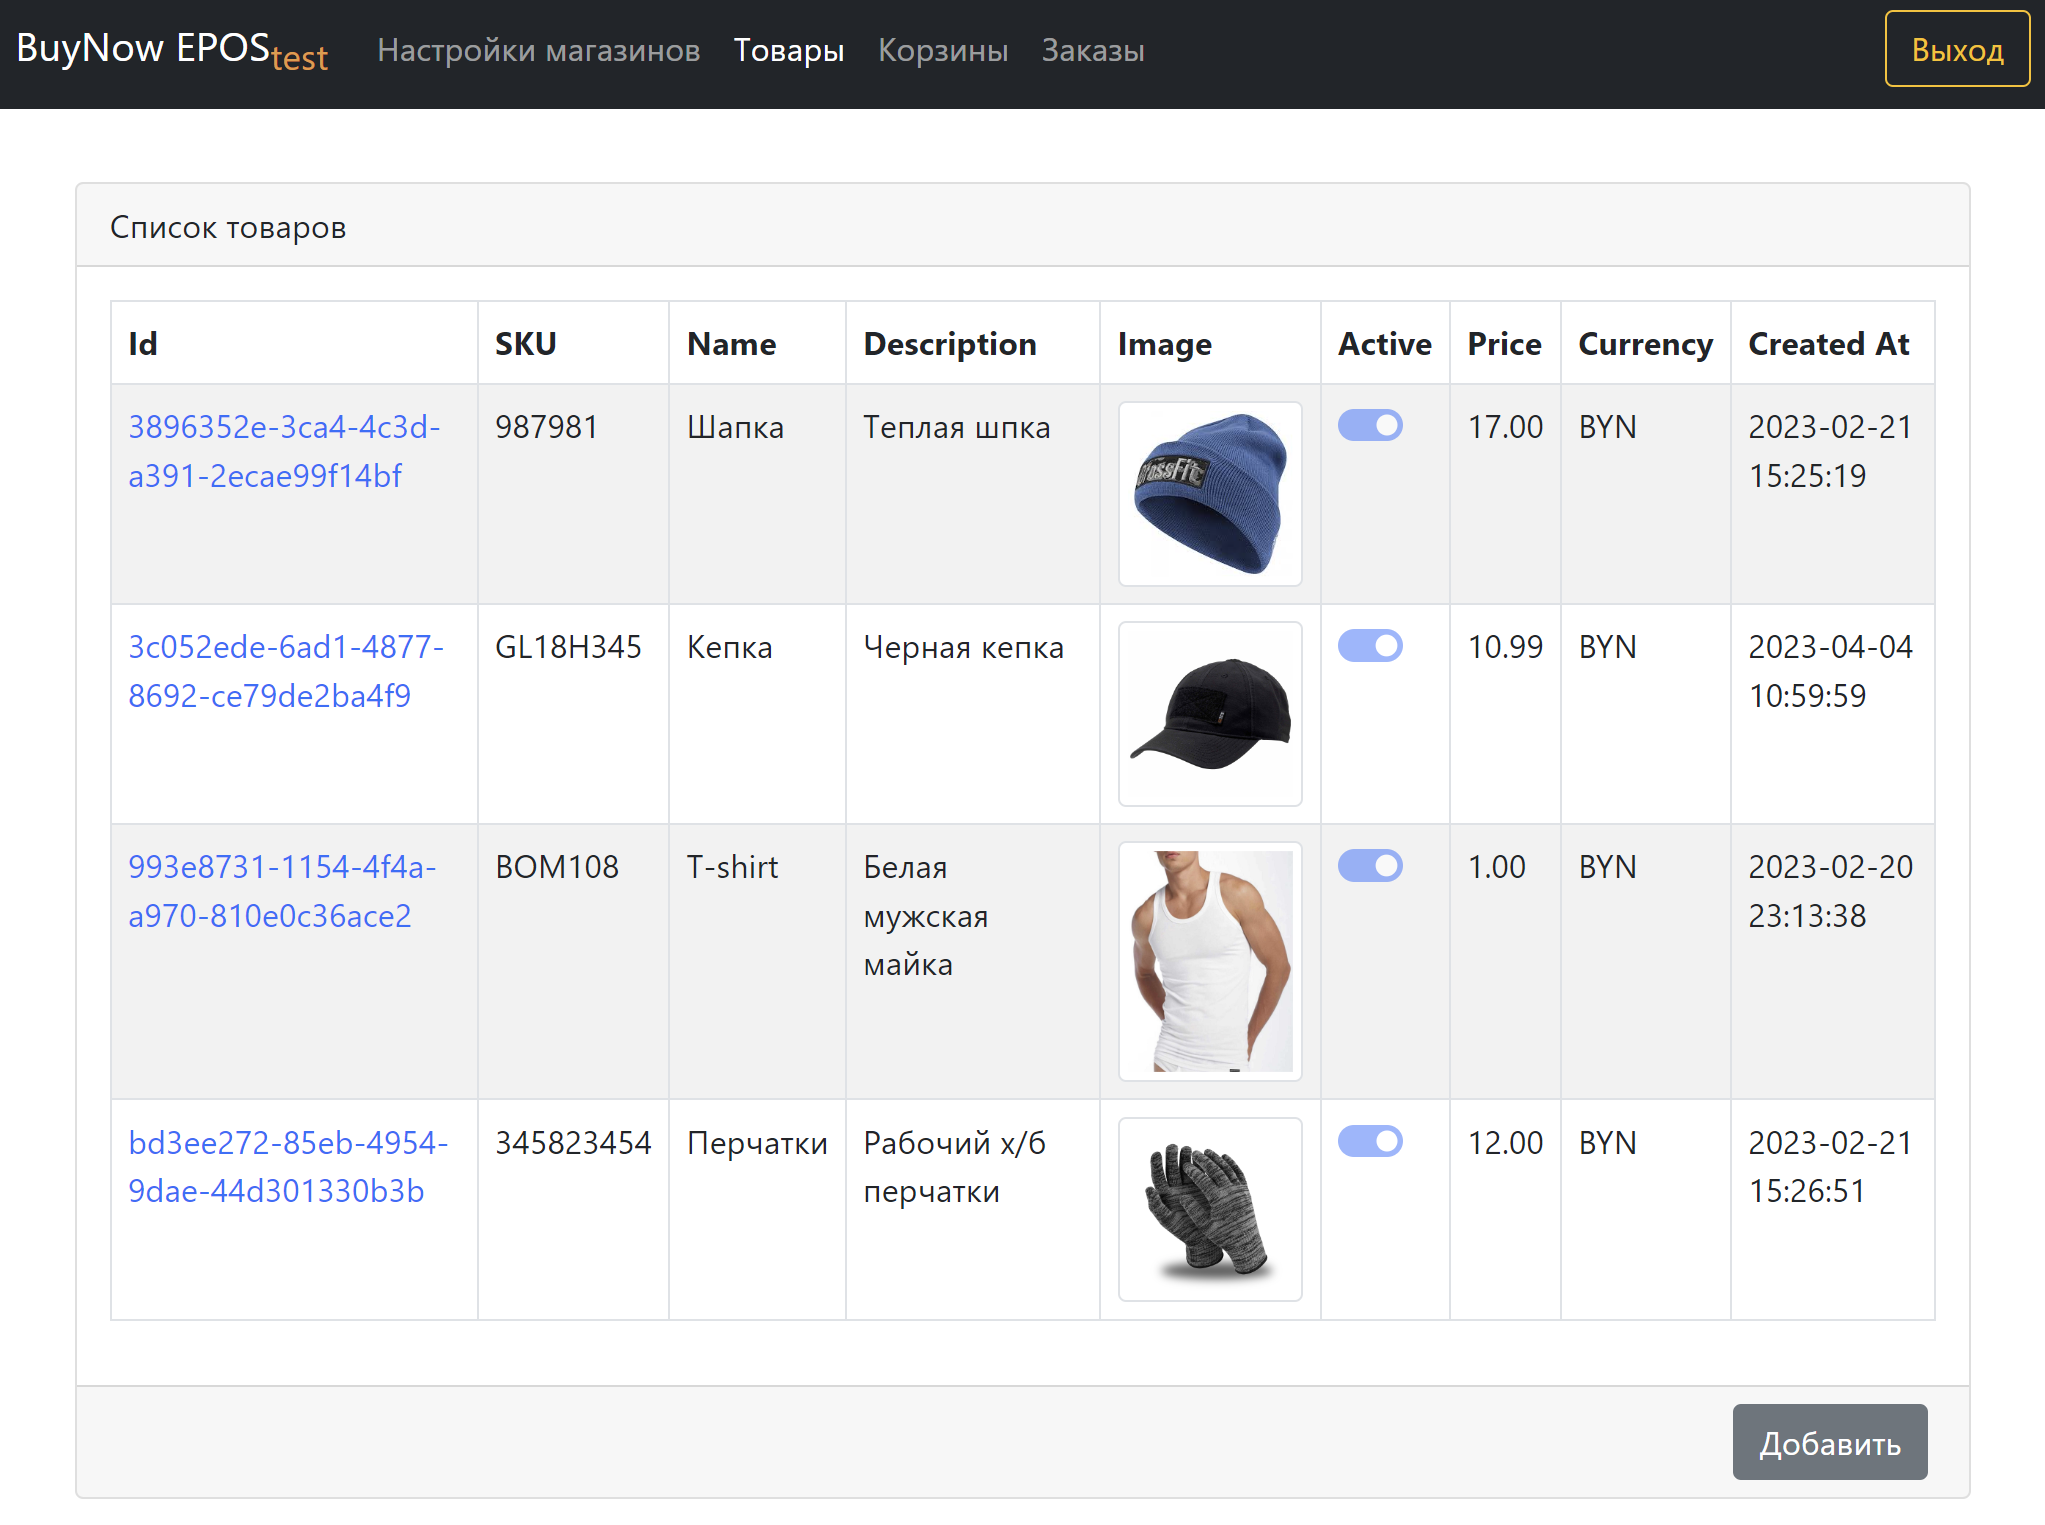 BuyNow EPOStest Настройки магазинов Товары Корзины Заказы Выход
Список товаров
Id SKU Name Description Image Active Price Currency Created At
3896352e-3ca4-4c3d- 987981 Шапка Теплая шпка 17.00 BYN 2023-02-21
a391-2ecae99f14bf 15:25:19
CrossFit
3c052ede-6ad1-4877- GL18H345 Кепка Черная кепка 10.99 BYN 2023-04-04
8692-ce79de2ba4f9 10:59:59
993e8731-1154-4f4a- BOM108 T-shirt Белая 1.00 BYN 2023-02-20
a970-810e0c36ace2 мужская 23:13:38
майка
bd3ee272-85eb-4954- 345823454 Перчатки Рабочий х/б 12.00 BYN 2023-02-21
9dae-44d301330b3b перчатки 15:26:51
Добавить